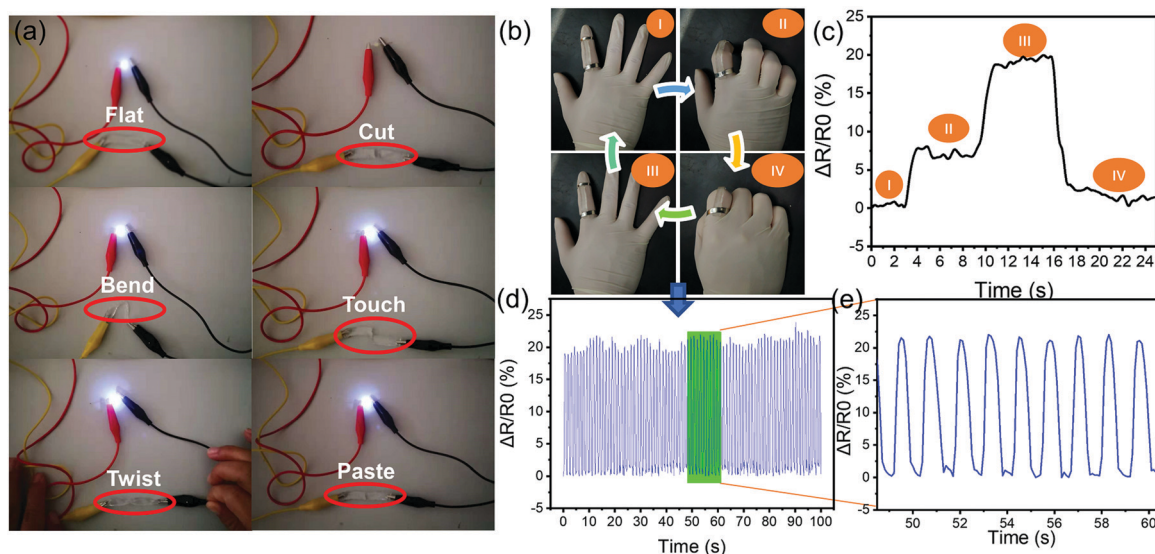 (a)
Flat
Cut
Bend
Touch
Twist
Paste
(b)
I
II
III
IV
(c)
ΔR/R0 (%)
25
20
15
10
5
0
-5
I
II
III
IV
0 2 4 6 8 10 12 14 16 18 20 22 24
Time (s)
(d)
ΔR/R0 (%)
25
20
15
10
5
0
-5
0 10 20 30 40 50 60 70 80 90 100
Time (s)
(e)
ΔR/R0 (%)
25
20
15
10
5
0
-5
50 52 54 56 58 60
Time (s)